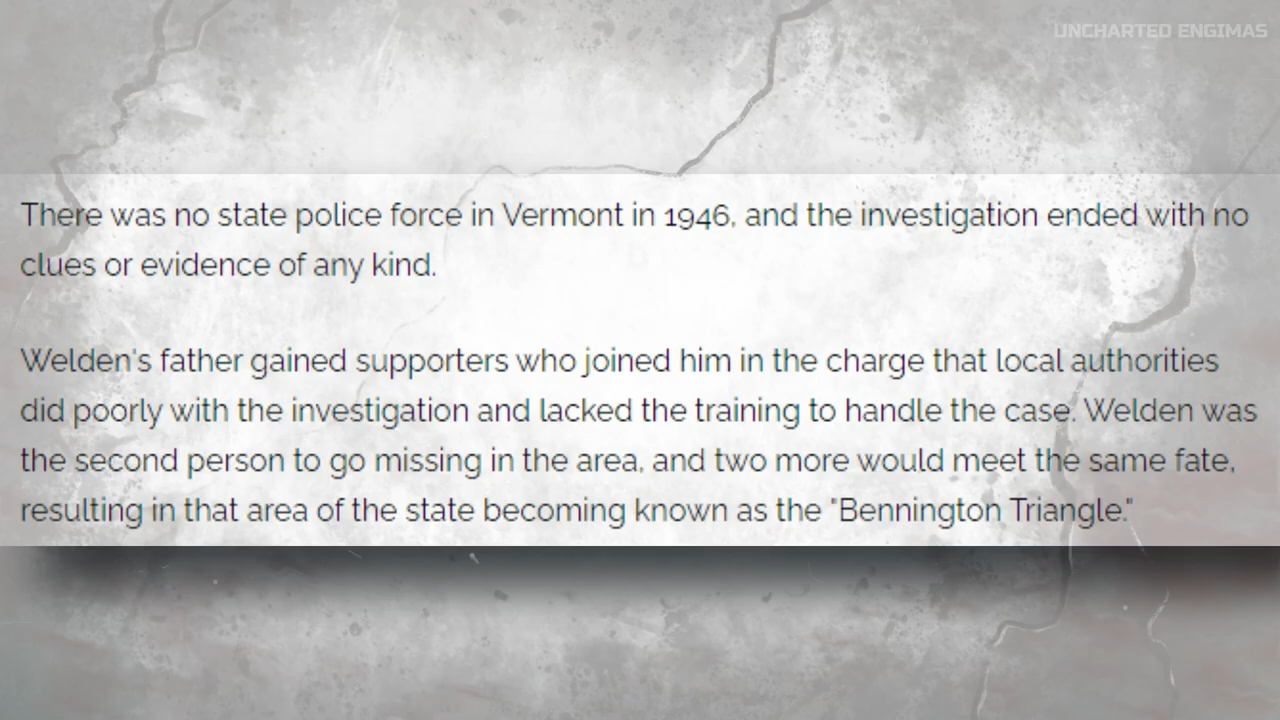 UNCHARTED ENGIMAS
There was no state police force in Vermont in 1946, and the investigation ended with no
clues or evidence of any kind.
Welden's father gained supporters who joined him in the charge that local authorities
did poorly with the investigation and lacked the training to handle the case. Welden was
the second person to go missing in the area, and two more would meet the same fate,
resulting in that area of the state becoming known as the "Bennington Triangle."